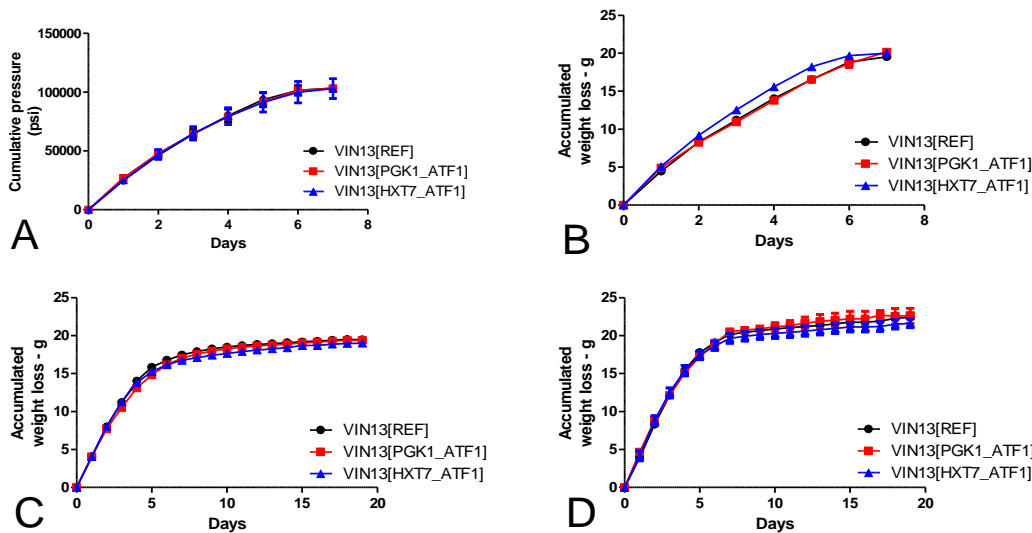 150000
100000
50000
0
Cumulative pressure
(psi)
VIN13[REF]
VIN13[PGK1_ATF1]
VIN13[HXT7_ATF1]
0 2 4 6 8
Days
A
25
20
15
10
5
0
Accumulated
weight loss - g
VIN13[REF]
VIN13[PGK1_ATF1]
VIN13[HXT7_ATF1]
0 2 4 6 8
Days
B
25
20
15
10
5
0
Accumulated
weight loss - g
VIN13[REF]
VIN13[PGK1_ATF1]
VIN13[HXT7_ATF1]
0 5 10 15 20
Days
C
25
20
15
10
5
0
Accumulated
weight loss - g
VIN13[REF]
VIN13[PGK1_ATF1]
VIN13[HXT7_ATF1]
0 5 10 15 20
Days
D